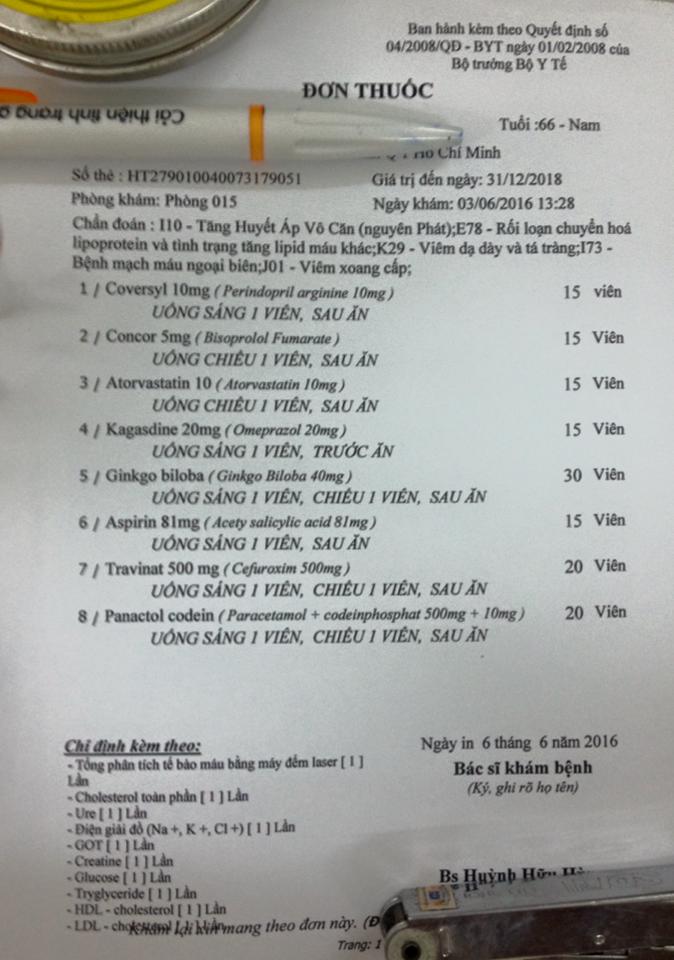 Ban hành kèm theo Quyết định số
04/2008/QĐ - BYT ngày 01/02/2008 của
Bộ trưởng Bộ Y Tế
ĐƠN THUỐC
Cải thiện tình trạng
Tuổi :66 - Nam
Hồ Chí Minh
Số thẻ : HT279010040073179051 Giá trị đến ngày: 31/12/2018
Phòng khám: Phòng 015 Ngày khám: 03/06/2016 13:28
Chẩn đoán : I10 - Tăng Huyết Áp Vô Căn (nguyên Phát);E78 - Rối loạn chuyển hoá
lipoprotein và tình trạng tăng lipid máu khác;K29 - Viêm dạ dày và tá tràng;I73 -
Bệnh mạch máu ngoại biên;J01 - Viêm xoang cấp;
1 / Coversyl 10mg ( Perindopril arginine 10mg ) 15 viên
UỐNG SÁNG 1 VIÊN, SAU ĂN
2 / Concor 5mg ( Bisoprolol Fumarate ) 15 Viên
UỐNG CHIỀU 1 VIÊN, SAU ĂN
3 / Atorvastatin 10 ( Atorvastatin 10mg ) 15 Viên
UỐNG CHIỀU 1 VIÊN, SAU ĂN
4 / Kagasdine 20mg ( Omeprazol 20mg ) 15 Viên
UỐNG SÁNG 1 VIÊN, TRƯỚC ĂN
5 / Ginkgo biloba ( Ginkgo Biloba 40mg ) 30 Viên
UỐNG SÁNG 1 VIÊN, CHIỀU 1 VIÊN, SAU ĂN
6 / Aspirin 81mg ( Acety salicylic acid 81mg ) 15 Viên
UỐNG SÁNG 1 VIÊN, SAU ĂN
7 / Travinat 500 mg ( Cefuroxim 500mg ) 20 Viên
UỐNG SÁNG 1 VIÊN, CHIỀU 1 VIÊN, SAU ĂN
8 / Panactol codein ( Paracetamol + codeinphosphat 500mg + 10mg ) 20 Viên
UỐNG SÁNG 1 VIÊN, CHIỀU 1 VIÊN, SAU ĂN
Chỉ định kèm theo:
- Tổng phân tích tế bào máu bằng máy đếm laser [ 1 ]
Lần
- Cholesterol toàn phần [ 1 ] Lần
- Ure [ 1 ] Lần
- Điện giải đồ (Na +, K +, Cl +) [ 1 ] Lần
- GOT [ 1 ] Lần
- Creatine [ 1 ] Lần
- Glucose [ 1 ] Lần
- Tryglyceride [ 1 ] Lần
- HDL - cholesterol [ 1 ] Lần
- LDL - cholesterol [ 1 ] Lần
Ngày in 6 tháng 6 năm 2016
Bác sĩ khám bệnh
(Ký, ghi rõ họ tên)
Bs Huỳnh Hữu
Khám lại xin mang theo đơn này. (Đ
Trang: 1